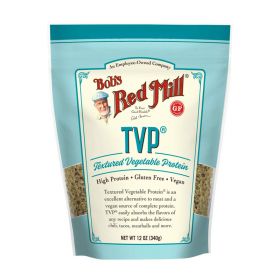 An Employee-Owned Company
Bob's
Red Mill®
GF
TVP®
Textured Vegetable Protein
High Protein • Gluten Free • Vegan
Textured Vegetable Protein® is an
excellent alternative to meat and a
vegan source of complete protein.
TVP® easily absorbs the flavors of
any recipe and makes delicious
chili, tacos, meatballs and more.
NET WT 12 OZ (340g)